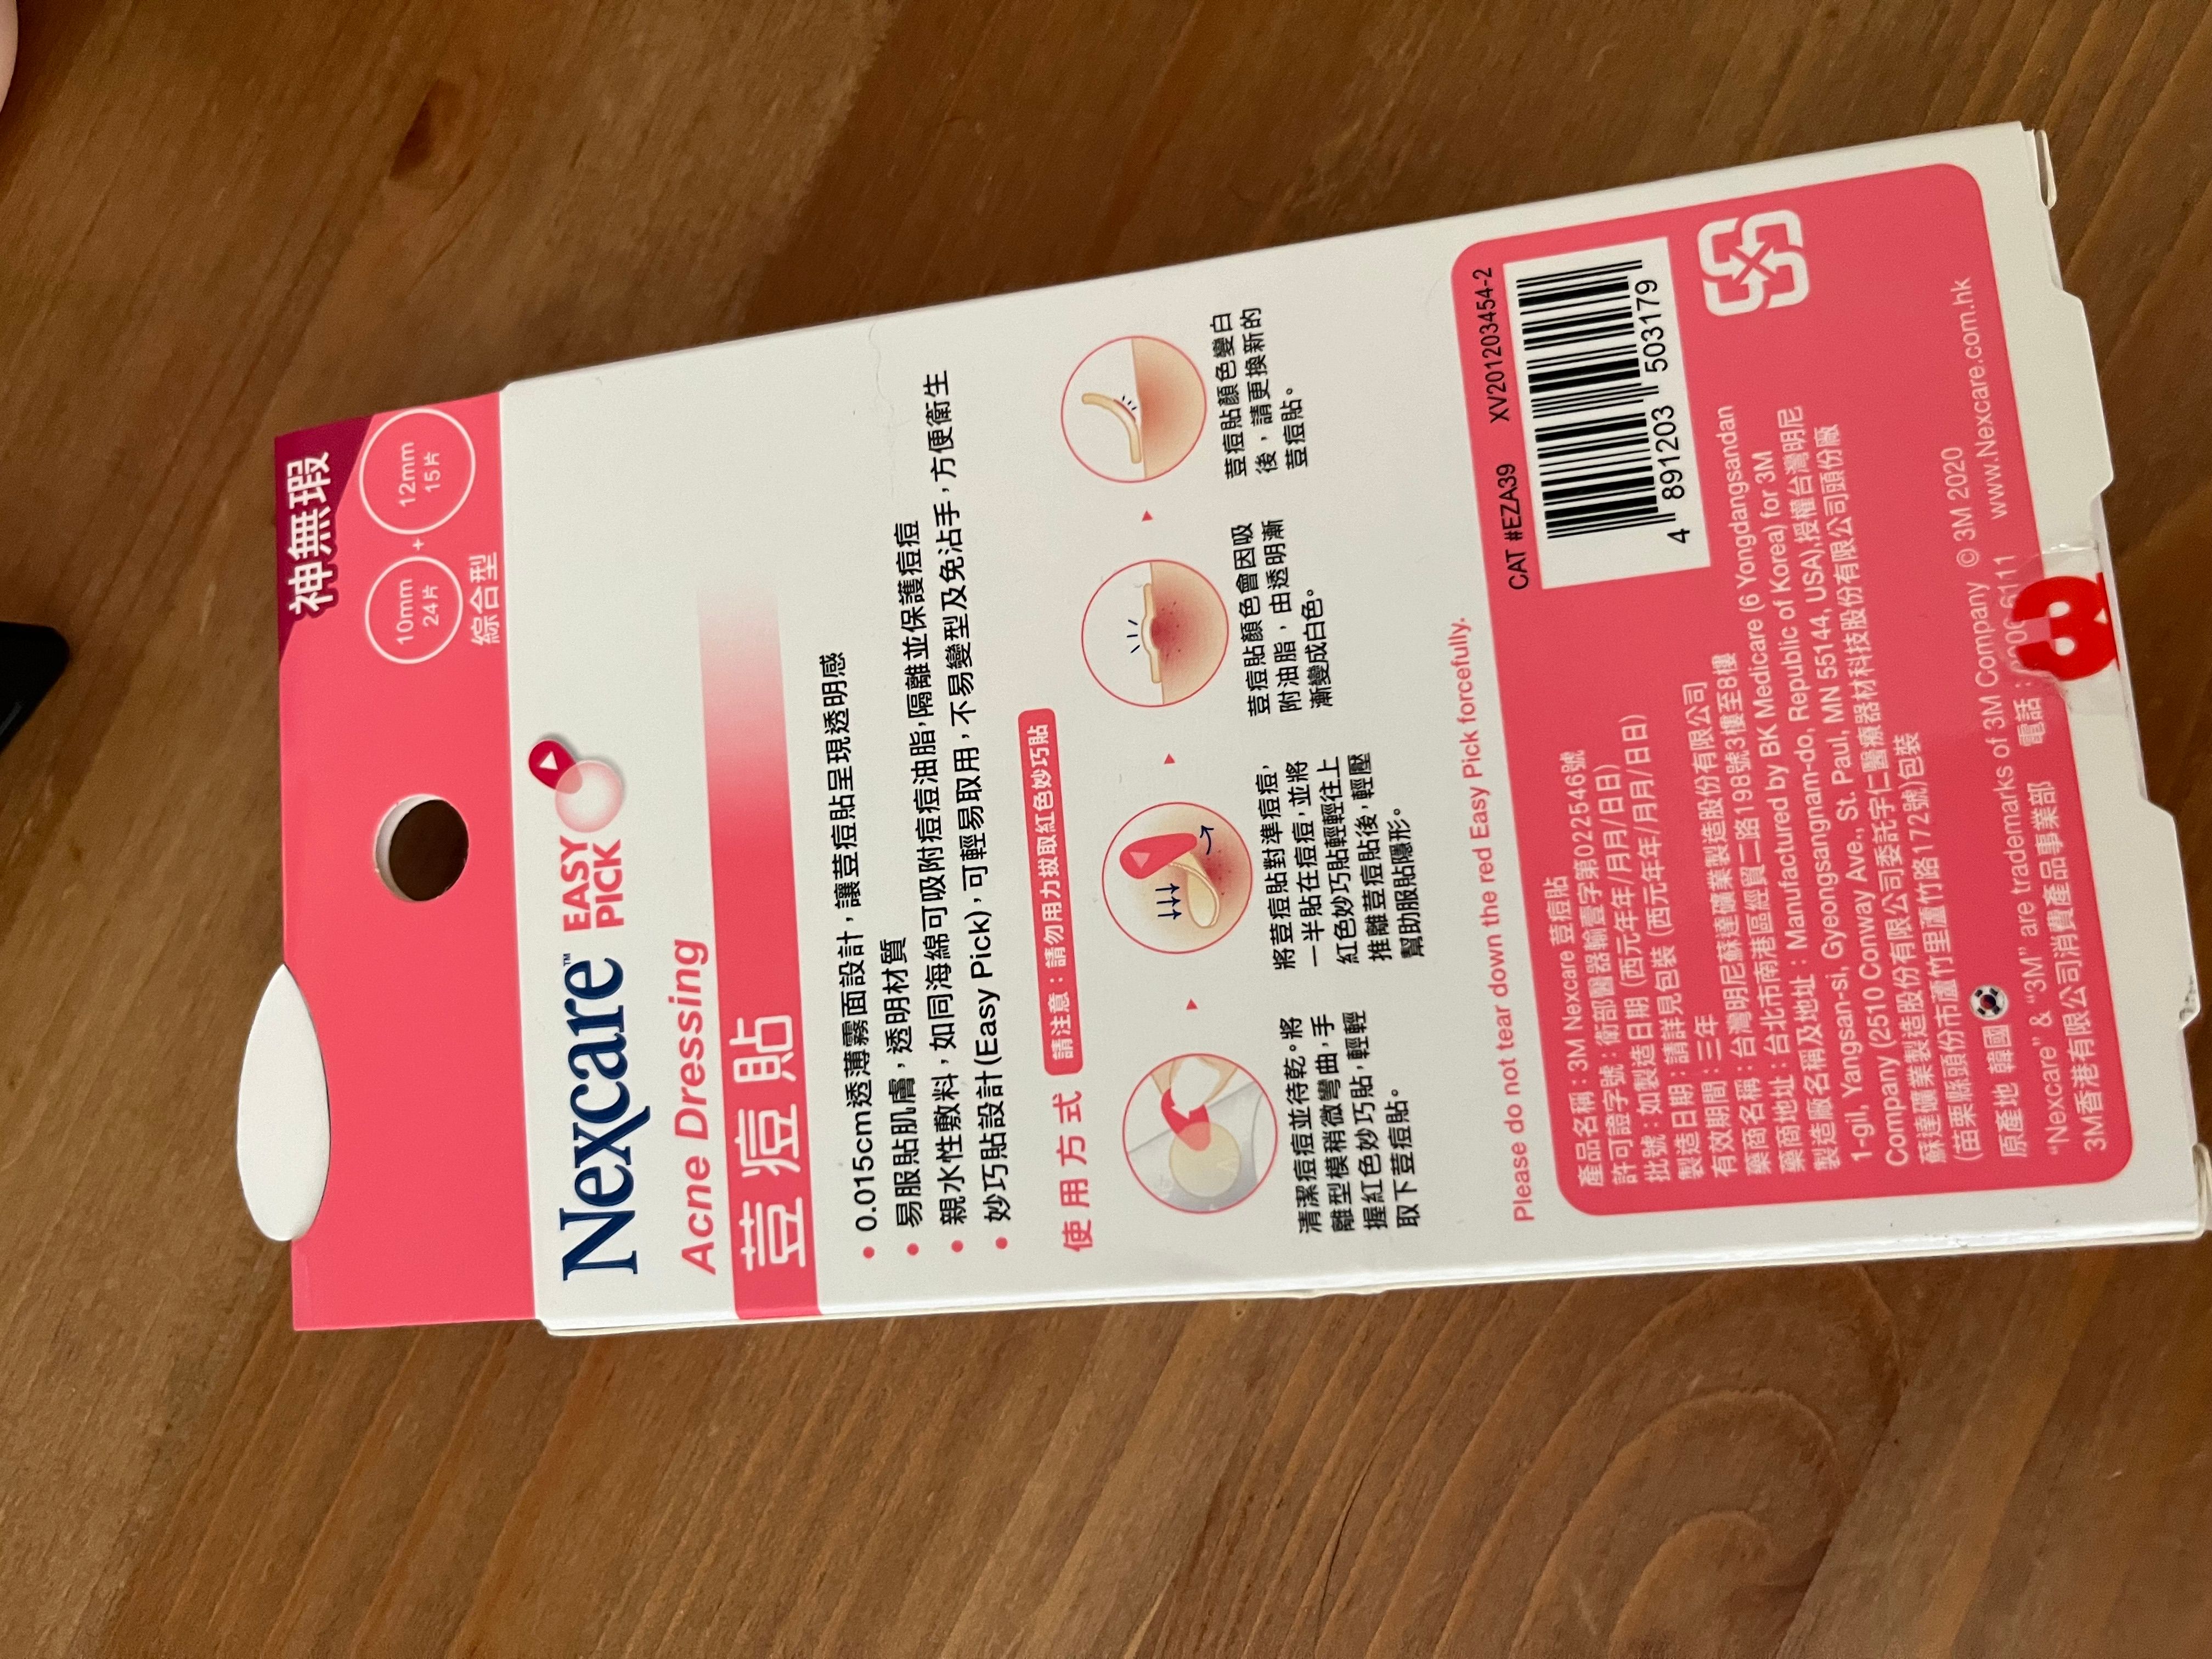 神無瑕
10mm
24片
+
12mm
15片
綜合型
Nexcare™ EASY PICK
Acne Dressing
荳痘貼
• 0.015cm透薄霧面設計，讓荳痘貼呈現透明感
• 易服貼肌膚，透明材質
• 親水性敷料，如同海綿可吸附痘痘油脂，隔離並保護痘痘
• 妙巧貼設計(Easy Pick)，可輕易取用，不易變型及免沾手，方便衛生
使用方式 請注意：請勿用力拔取紅色妙巧貼
清潔痘痘並待乾。將
離型模稍微彎曲，手
握紅色妙巧貼，輕輕
取下荳痘貼。
將荳痘貼對準痘痘，
一半貼在痘痘，並將
紅色妙巧貼輕輕往上
推離荳痘貼後，輕壓
幫助服貼隱形。
荳痘貼顏色會因吸
附油脂，由透明漸
漸變成白色。
荳痘貼顏色變白
後，請更換新的
荳痘貼。
Please do not tear down the red Easy Pick forcefully.
CAT #EZA39 XV201203454-2
4 891203 503179
產品名稱：3M Nexcare 荳痘貼
許可證字號：衛部醫器輸壹字第022546號
批號：如製造日期 (西元年年/月月/日日)
製造日期：請詳見包裝 (西元年年/月月/日日)
有效期間：三年
藥商名稱：台灣明尼蘇達礦業製造股份有限公司
藥商地址：台北市南港區經貿二路198號3樓至8樓
製造廠名稱及地址：Manufactured by BK Medicare (6 Yongdangsandan
1-gil, Yangsan-si, Gyeongsangnam-do, Republic of Korea) for 3M
Company (2510 Conway Ave., St. Paul, MN 55144, USA),授權台灣明尼
蘇達礦業製造股份有限公司委託宇仁醫療器材科技股份有限公司頭份廠
(苗栗縣頭份市蘆竹里蘆竹路172號)包裝
原產地 韓國
"Nexcare" & "3M" are trademarks of 3M Company © 3M 2020
3M香港有限公司消費產品事業部 電話： 6111 www.Nexcare.com.hk